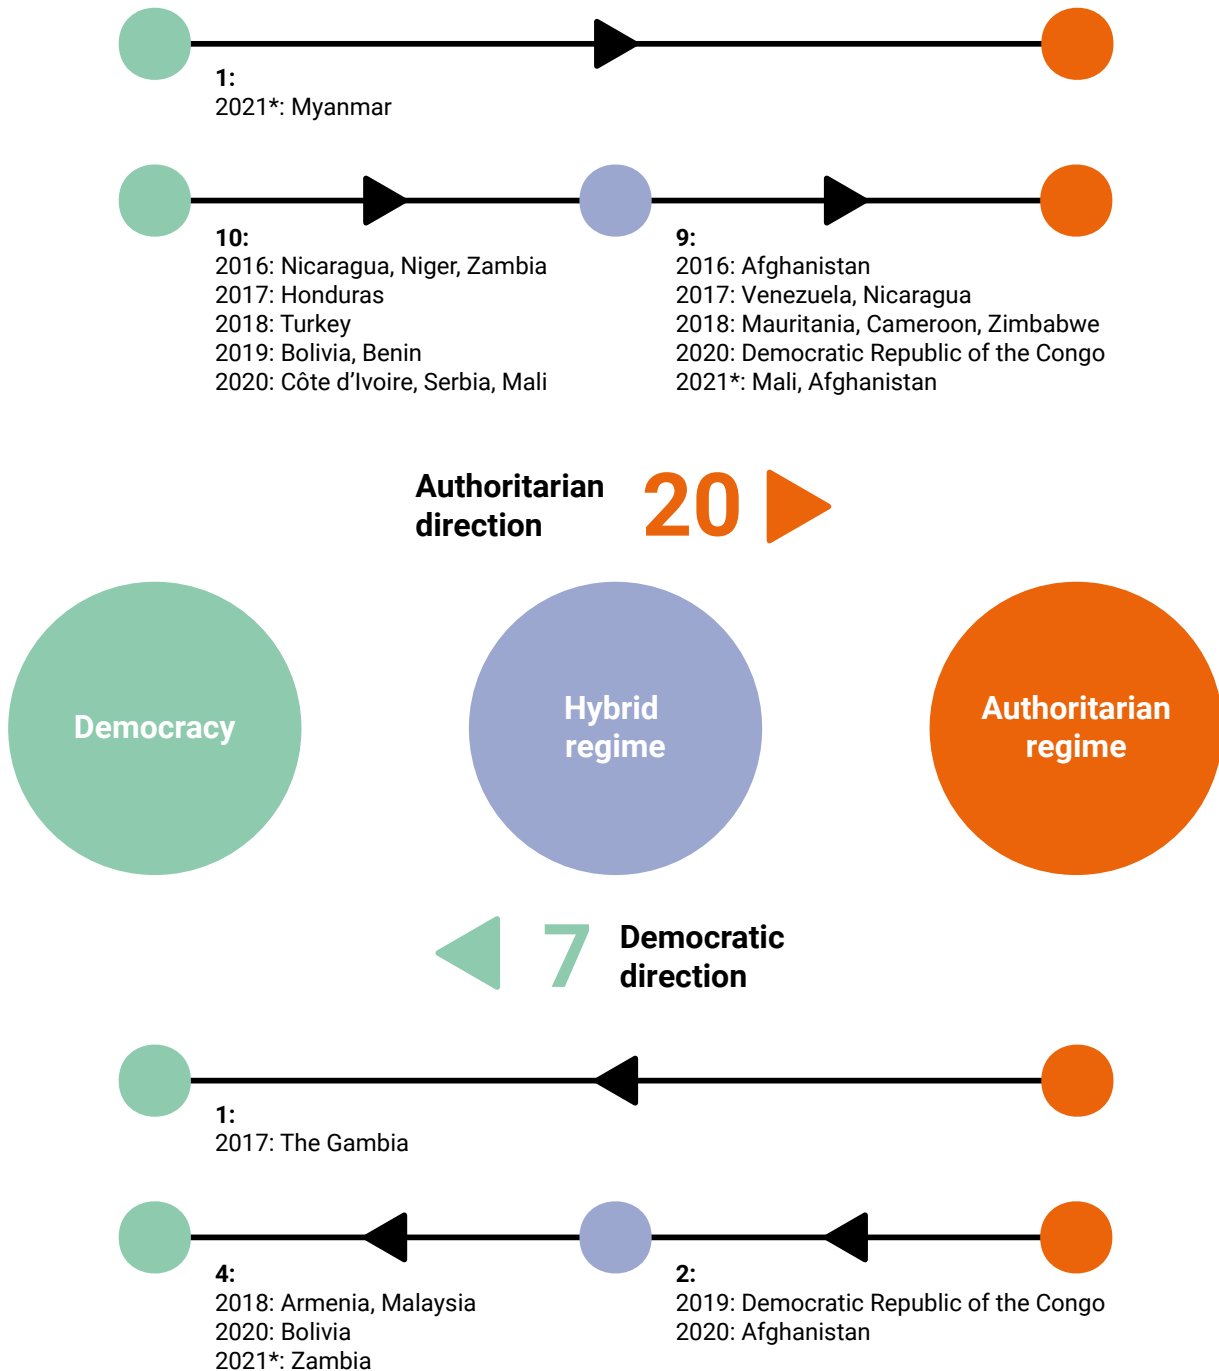 1:
2021*: Myanmar
10:
2016: Nicaragua, Niger, Zambia
2017: Honduras
2018: Turkey
2019: Bolivia, Benin
2020: Côte d’Ivoire, Serbia, Mali
9:
2016: Afghanistan
2017: Venezuela, Nicaragua
2018: Mauritania, Cameroon, Zimbabwe
2020: Democratic Republic of the Congo
2021*: Mali, Afghanistan
Authoritarian
direction
20
Democracy
Hybrid
regime
Authoritarian
regime
7
Democratic
direction
1:
2017: The Gambia
4:
2018: Armenia, Malaysia
2020: Bolivia
2021*: Zambia
2:
2019: Democratic Republic of the Congo
2020: Afghanistan